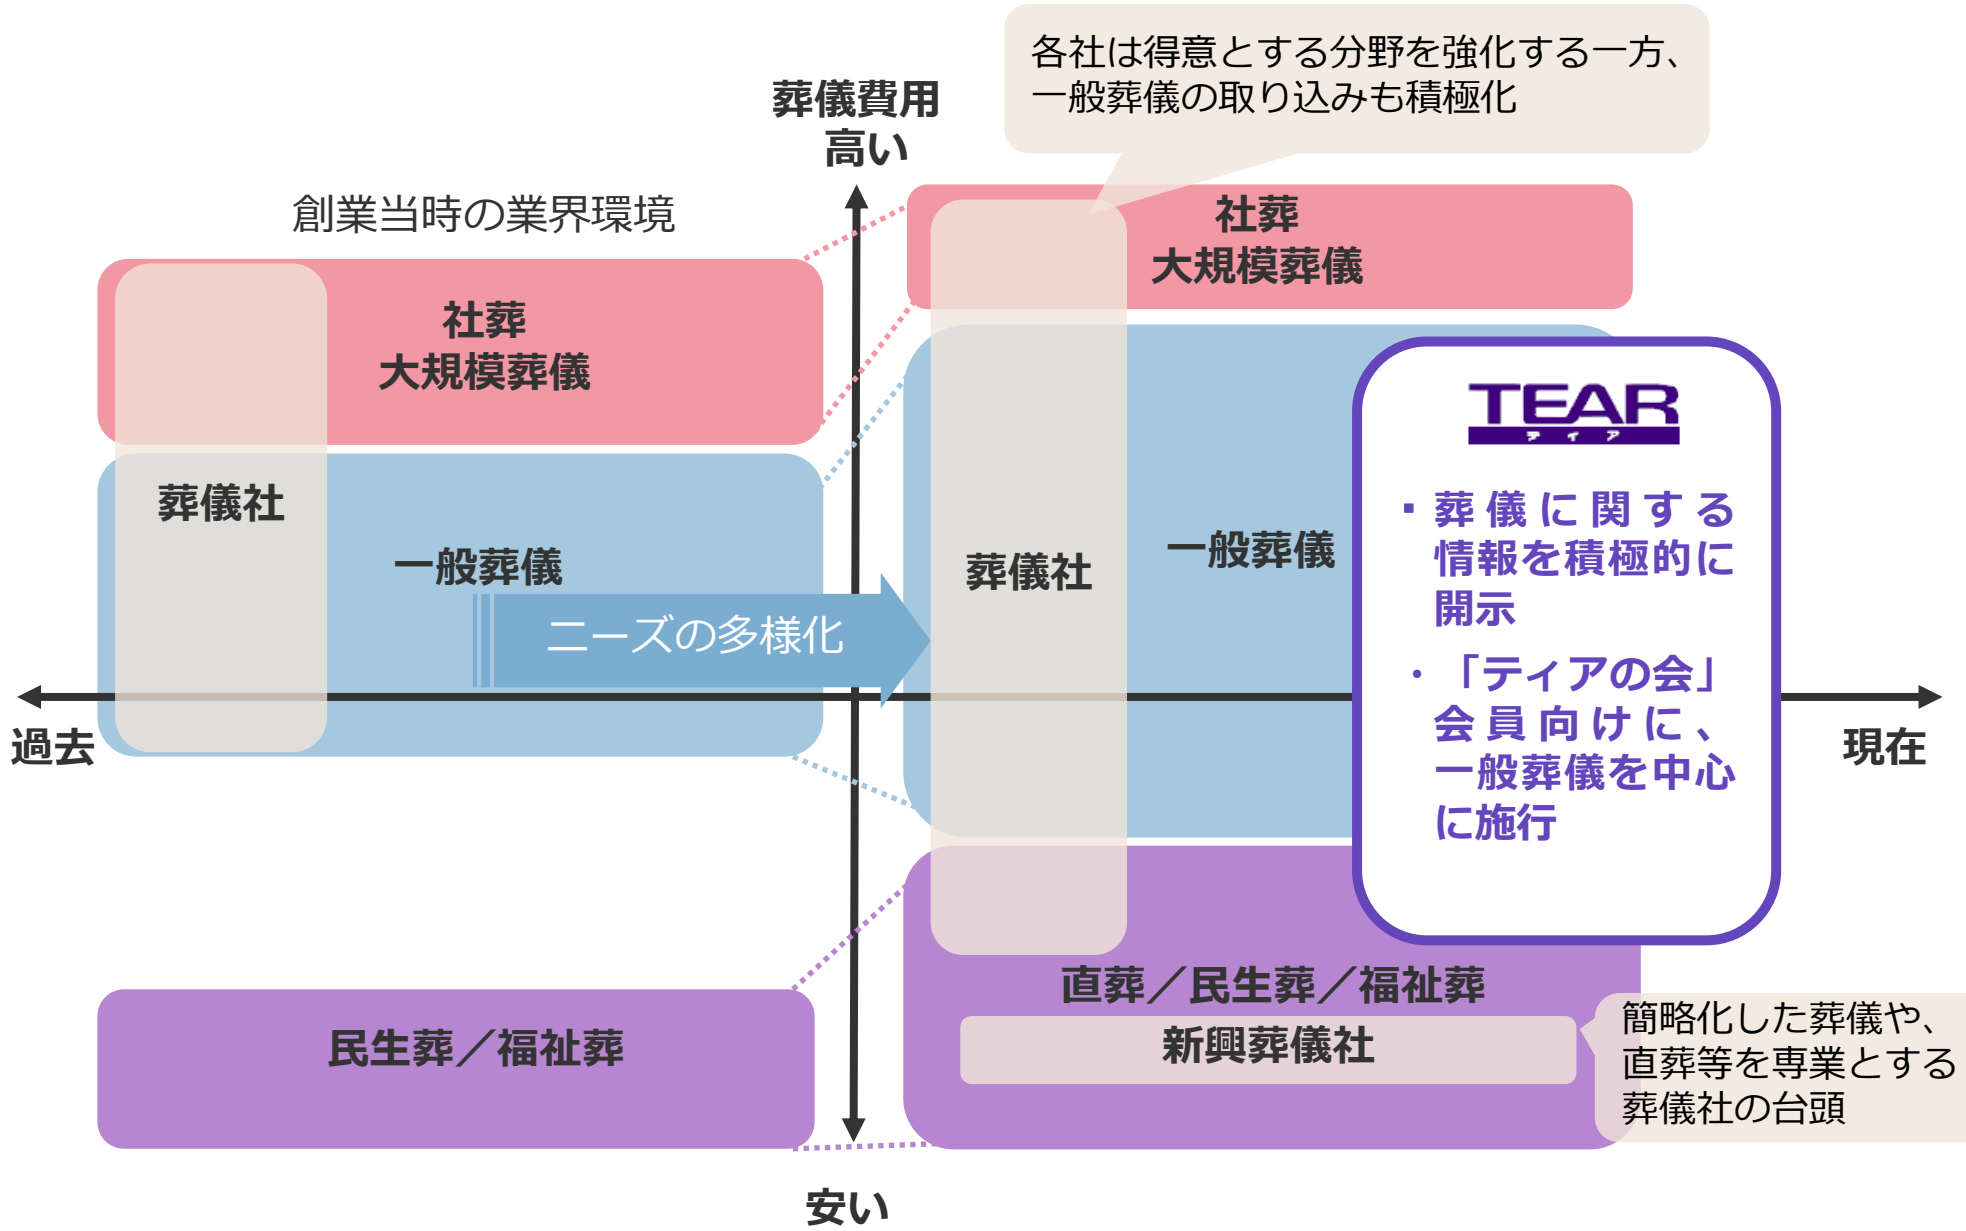 各社は得意とする分野を強化する一方、
一般葬儀の取り込みも積極化
葬儀費用
高い
創業当時の業界環境
社葬
大規模葬儀
葬儀社
一般葬儀
ニーズの多様化
民生葬／福祉葬
過去
社葬
大規模葬儀
葬儀社
一般葬儀
TEAR
ティア
・葬儀に関する
情報を積極的に
開示
・「ティアの会」
会員向けに、
一般葬儀を中心
に施行
現在
直葬／民生葬／福祉葬
新興葬儀社
簡略化した葬儀や、
直葬等を専業とする
葬儀社の台頭
安い